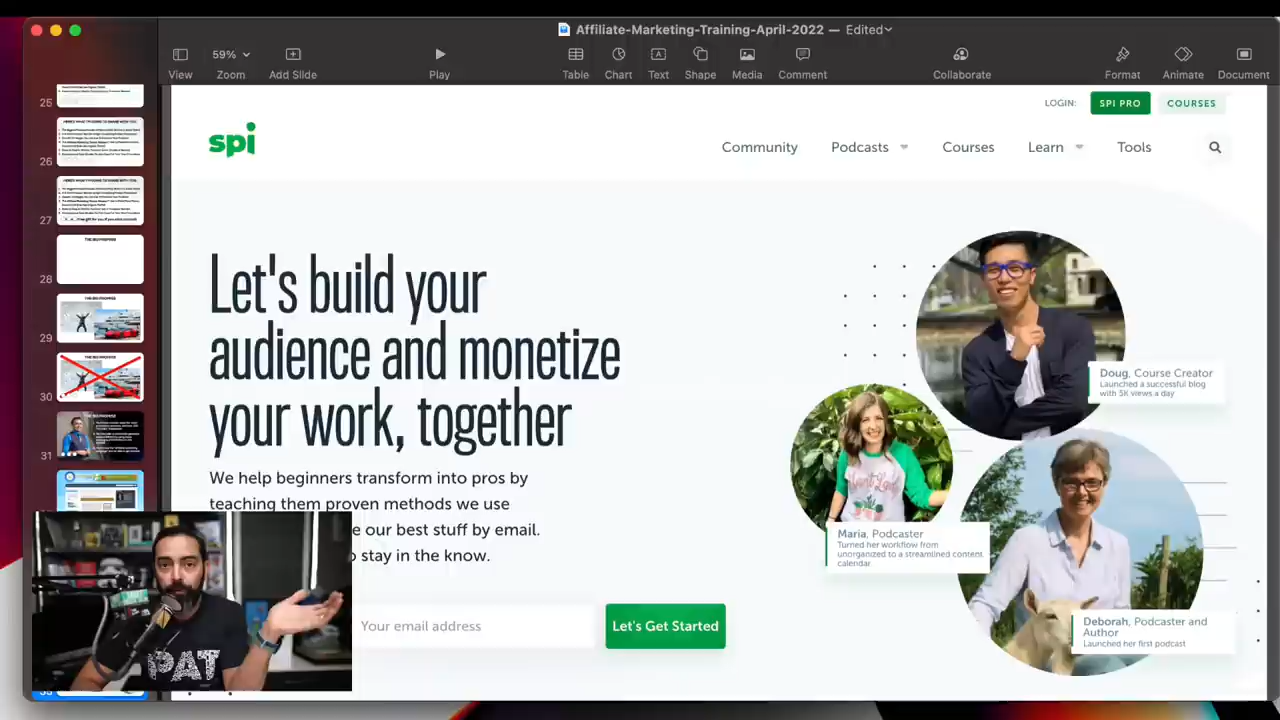 Affiliate-Marketing-Training-April-2022 — Edited
59%
View
Zoom
Add Slide
Play
Table
Chart
Text
Shape
Media
Comment
Collaborate
Format
Animate
Document
25
26
27
28
29
30
31
LOGIN:
SPI PRO
COURSES
spi
Community
Podcasts
Courses
Learn
Tools
Let's build your
audience and monetize
your work, together
We help beginners transform into pros by
teaching them proven methods we use
e our best stuff by email.
o stay in the know.
Your email address
Let's Get Started
Doug, Course Creator
Launched a successful blog
with 5K views a day
Maria, Podcaster
Turned her workflow from
unorganized to a streamlined content
calendar
Deborah, Podcaster and
Author
Launched her first podcast
PAT